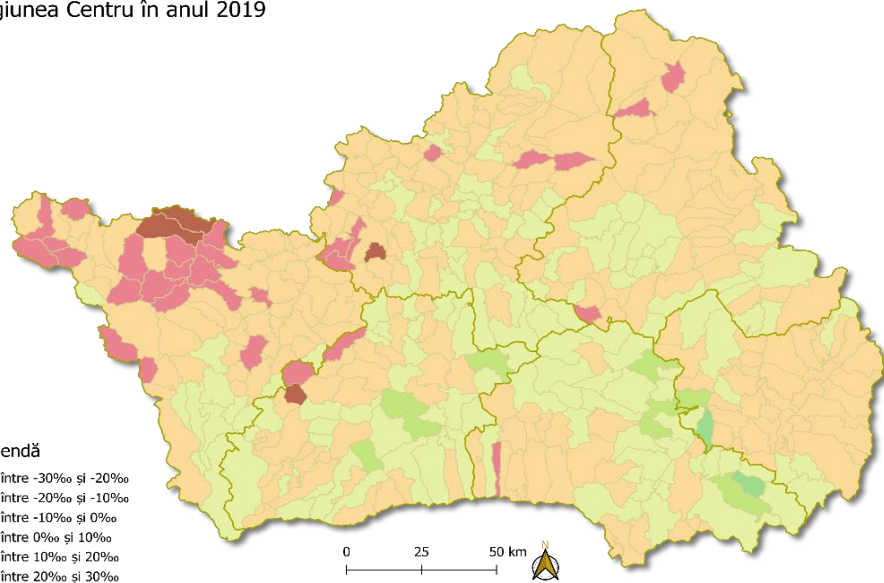 giunea Centru în anul 2019
endă
între -30‰ și -20‰
între -20‰ și -10‰
între -10‰ și 0‰
între 0‰ și 10‰
între 10‰ și 20‰
între 20‰ și 30‰
0 25 50 km
N